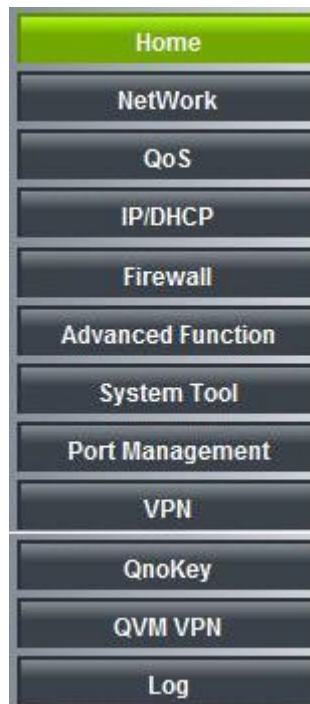 Home
NetWork
QoS
IP/DHCP
Firewall
Advanced Function
System Tool
Port Management
VPN
QnoKey
QVM VPN
Log